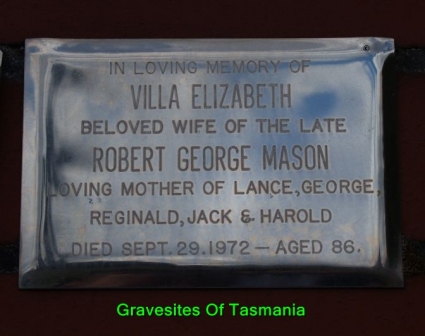 IN LOVING MEMORY OF
VILLA ELIZABETH
BELOVED WIFE OF THE LATE
ROBERT GEORGE MASON
LOVING MOTHER OF LANCE, GEORGE,
REGINALD, JACK & HAROLD
DIED SEPT. 29. 1972 — AGED 86.
Gravesites Of Tasmania